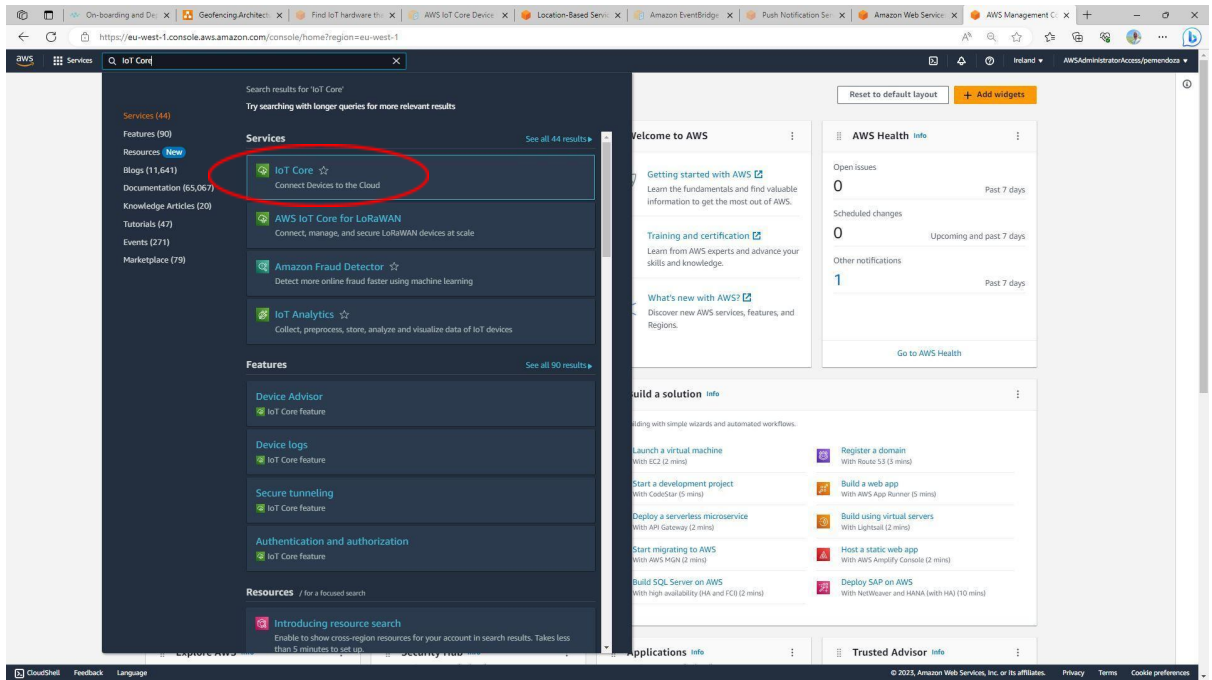 On-boarding and Dep
Geofencing.Architect
Find IoT hardware th
AWS IoT Core Device
Location-Based Servic
Amazon EventBridge
Push Notification Ser
Amazon Web Service
AWS Management Co
https://eu-west-1.console.aws.amazon.com/console/home?region=eu-west-1
aws
Services
IoT Core
Ireland
AWSAdministratorAccess/pemendoza
Search results for 'IoT Core'
Try searching with longer queries for more relevant results
Services (44)
Features (90)
Resources New
Blogs (11,641)
Documentation (65,067)
Knowledge Articles (20)
Tutorials (47)
Events (271)
Marketplace (79)
Services
See all 44 results
IoT Core
Connect Devices to the Cloud
AWS IoT Core for LoRaWAN
Connect, manage, and secure LoRaWAN devices at scale
Amazon Fraud Detector
Detect more online fraud faster using machine learning
IoT Analytics
Collect, preprocess, store, analyze and visualize data of IoT devices
Features
See all 90 results
Device Advisor
IoT Core feature
Device logs
IoT Core feature
Secure tunneling
IoT Core feature
Authentication and authorization
IoT Core feature
Resources / for a focused search
Introducing resource search
Enable to show cross-region resources for your account in search results. Takes less
than 5 minutes to set up.
Reset to default layout
+ Add widgets
Welcome to AWS
Getting started with AWS
Learn the fundamentals and find valuable
information to get the most out of AWS.
Training and certification
Learn from AWS experts and advance your
skills and knowledge.
What's new with AWS?
Discover new AWS services, features, and
Regions.
AWS Health Info
Open issues
0
Past 7 days
Scheduled changes
0
Upcoming and past 7 days
Other notifications
1
Past 7 days
Go to AWS Health
Build a solution Info
ilding with simple wizards and automated workflows.
Launch a virtual machine
With EC2 (2 mins)
Start a development project
With CodeStar (5 mins)
Deploy a serverless microservice
With API Gateway (2 mins)
Start migrating to AWS
With AWS MGN (2 mins)
Build SQL Server on AWS
With high availability (HA and FCI) (2 mins)
Register a domain
With Route 53 (3 mins)
Build a web app
With AWS App Runner (5 mins)
Build using virtual servers
With Lightsail (2 mins)
Host a static web app
With AWS Amplify Console (2 mins)
Deploy SAP on AWS
With NetWeaver and HANA (with HA) (10 mins)
Explore AWS Info
Security Hub Info
Applications Info
Trusted Advisor Info
CloudShell
Feedback
Language
© 2023, Amazon Web Services, Inc. or its affiliates.
Privacy
Terms
Cookie preferences